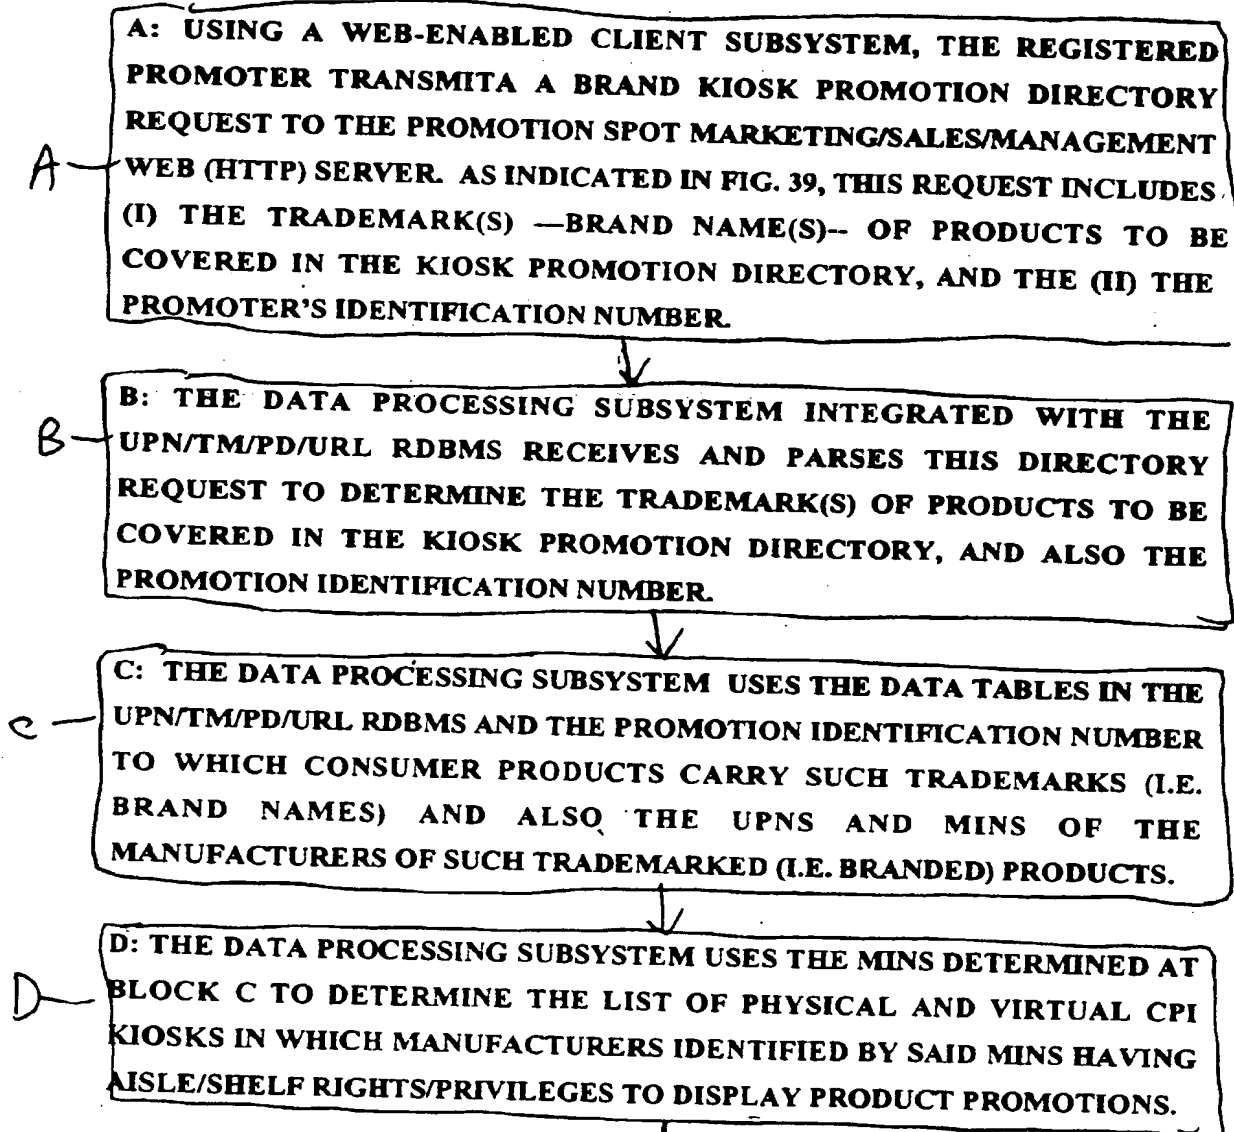 A: USING A WEB-ENABLED CLIENT SUBSYSTEM, THE REGISTERED
PROMOTER TRANSMITA A BRAND KIOSK PROMOTION DIRECTORY
REQUEST TO THE PROMOTION SPOT MARKETING/SALES/MANAGEMENT
A
WEB (HTTP) SERVER. AS INDICATED IN FIG. 39, THIS REQUEST INCLUDES
(I) THE TRADEMARK(S) —BRAND NAME(S)-- OF PRODUCTS TO BE
COVERED IN THE KIOSK PROMOTION DIRECTORY, AND THE (II) THE
PROMOTER'S IDENTIFICATION NUMBER.
B: THE DATA PROCESSING SUBSYSTEM INTEGRATED WITH THE
B
UPN/TM/PD/URL RDBMS RECEIVES AND PARSES THIS DIRECTORY
REQUEST TO DETERMINE THE TRADEMARK(S) OF PRODUCTS TO BE
COVERED IN THE KIOSK PROMOTION DIRECTORY, AND ALSO THE
PROMOTION IDENTIFICATION NUMBER.
C: THE DATA PROCESSING SUBSYSTEM USES THE DATA TABLES IN THE
C
UPN/TM/PD/URL RDBMS AND THE PROMOTION IDENTIFICATION NUMBER
TO WHICH CONSUMER PRODUCTS CARRY SUCH TRADEMARKS (I.E.
BRAND NAMES) AND ALSO THE UPNS AND MINS OF THE
MANUFACTURERS OF SUCH TRADEMARKED (I.E. BRANDED) PRODUCTS.
D: THE DATA PROCESSING SUBSYSTEM USES THE MINS DETERMINED AT
D
BLOCK C TO DETERMINE THE LIST OF PHYSICAL AND VIRTUAL CPI
KIOSKS IN WHICH MANUFACTURERS IDENTIFIED BY SAID MINS HAVING
AISLE/SHELF RIGHTS/PRIVILEGES TO DISPLAY PRODUCT PROMOTIONS.